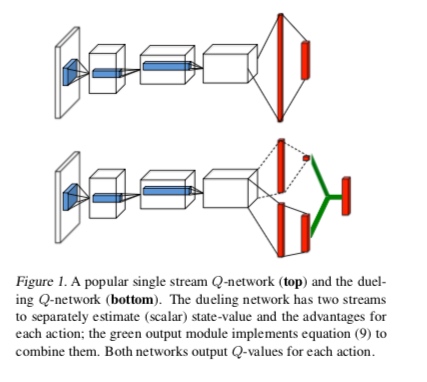 Figure 1. A popular single stream Q-network (top) and the duel-
ing Q-network (bottom). The dueling network has two streams
to separately estimate (scalar) state-value and the advantages for
each action; the green output module implements equation (9) to
combine them. Both networks output Q-values for each action.